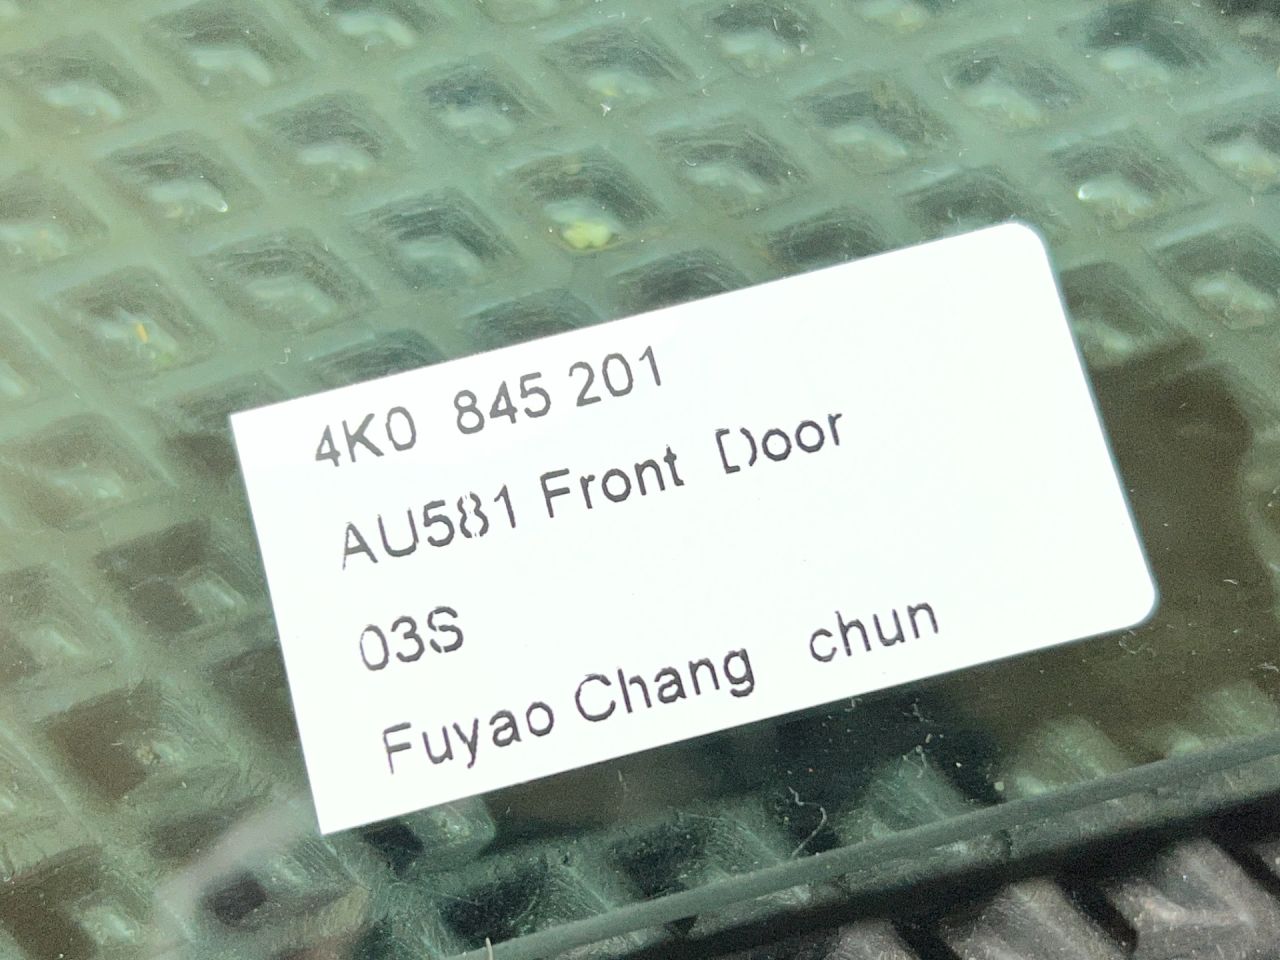 4K0 845 201
AU581 Front Door
03S
Fuyao Chang chun